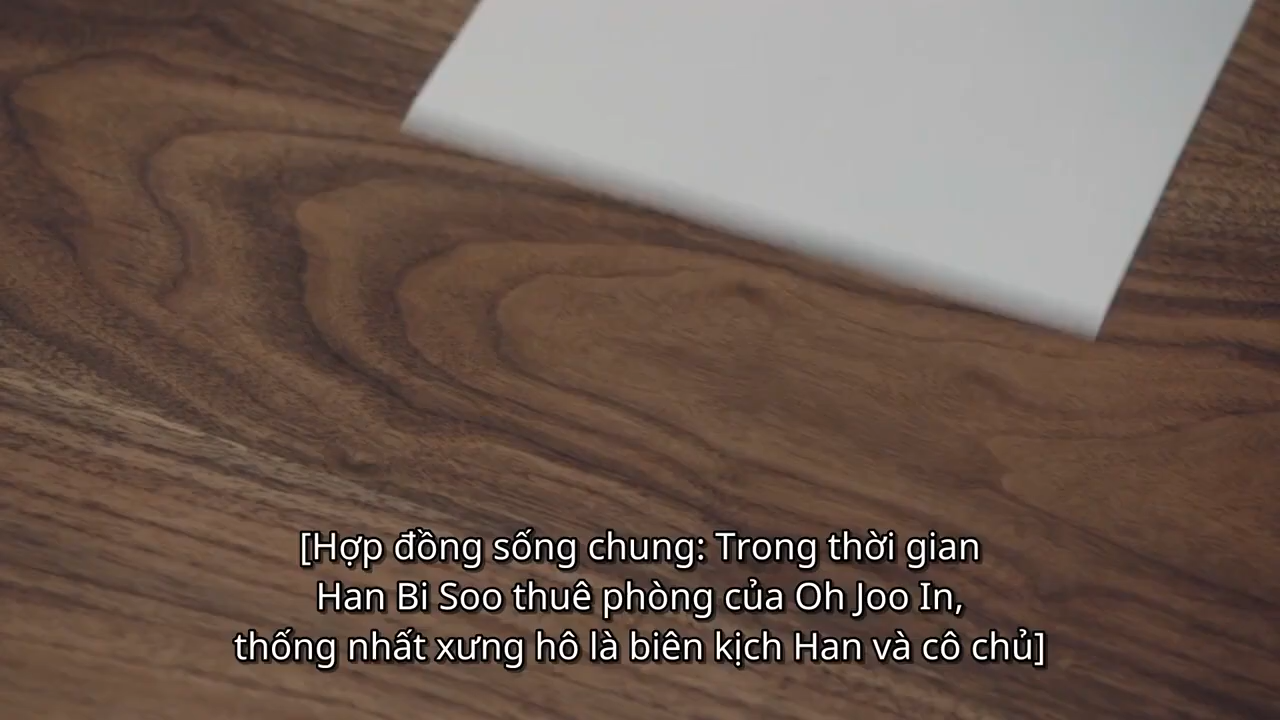 [Hợp đồng sống chung: Trong thời gian
Han Bi Soo thuê phòng của Oh Joo In,
thống nhất xưng hô là biên kịch Han và cô chủ]